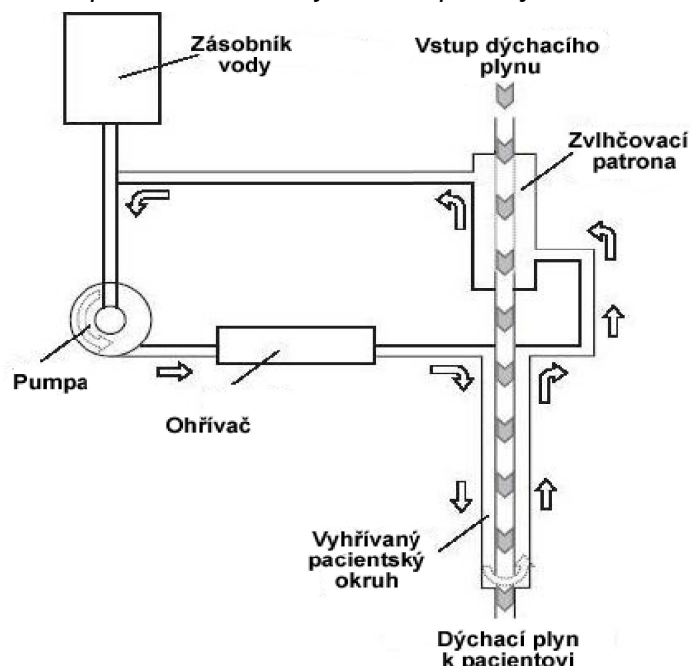 Zásobník
vody
Vstup dýchacího
plynu
Zvlhčovací
patrona
Pumpa
Ohřívač
Vyhřívaný
pacientský
okruh
Dýchací plyn
k pacientovi